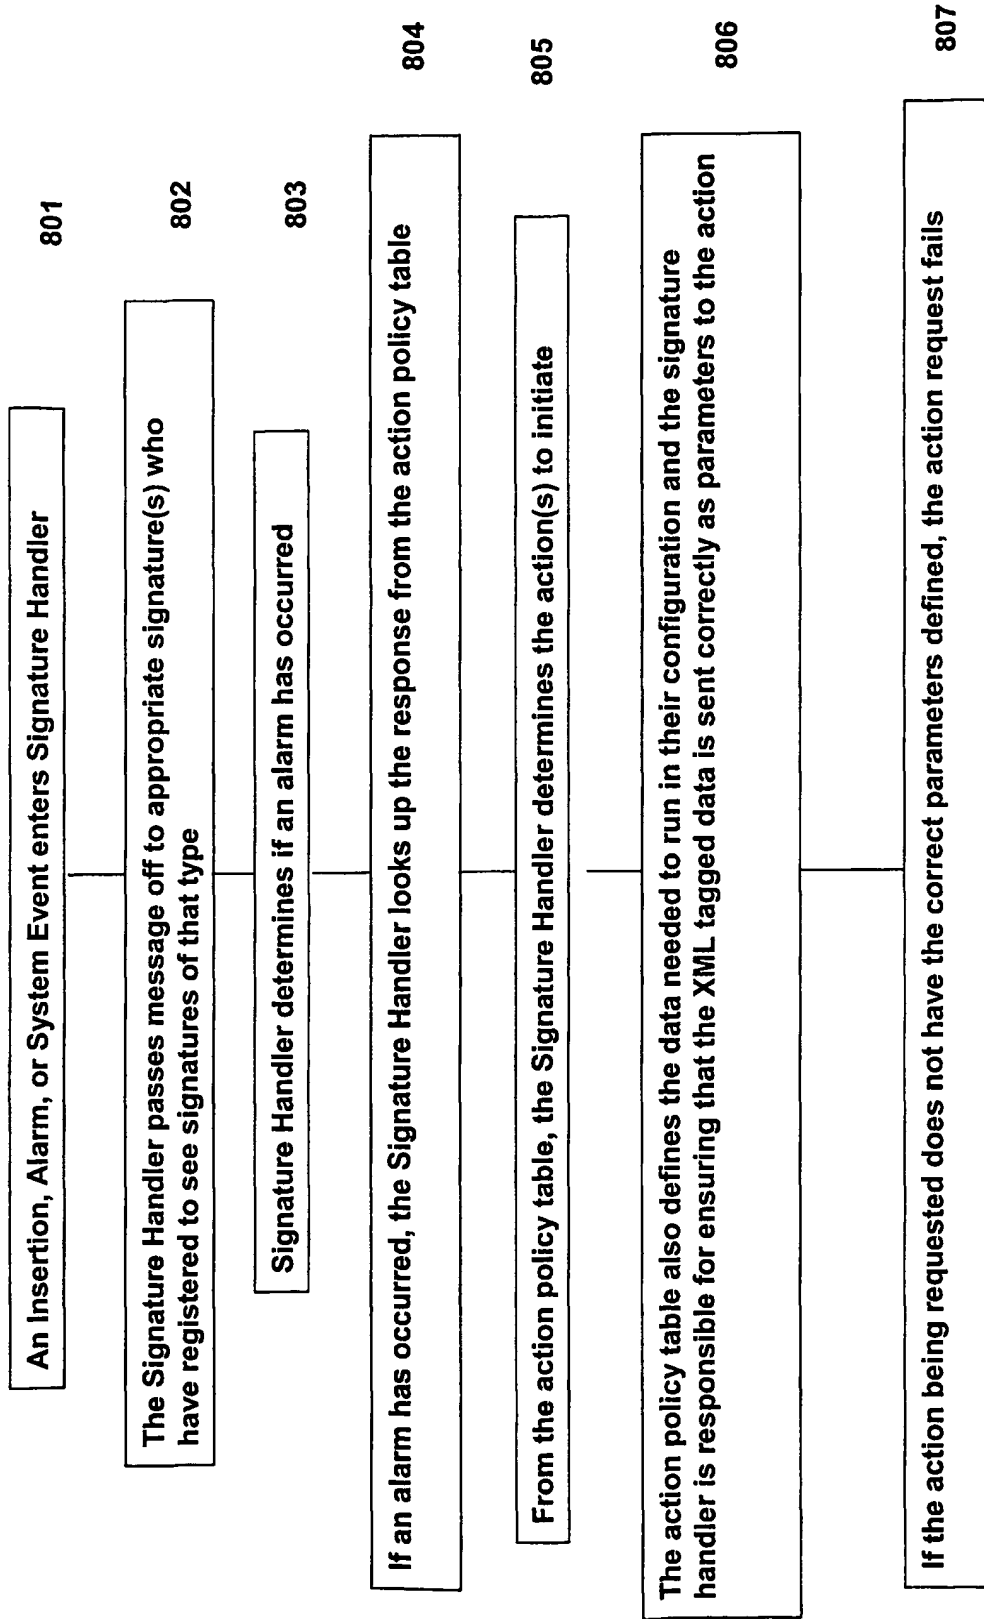 An Insertion, Alarm, or System Event enters Signature Handler
801
The Signature Handler passes message off to appropriate signature(s) who
have registered to see signatures of that type
802
Signature Handler determines if an alarm has occurred
803
If an alarm has occurred, the Signature Handler looks up the response from the action policy table
804
From the action policy table, the Signature Handler determines the action(s) to initiate
805
The action policy table also defines the data needed to run in their configuration and the signature
handler is responsible for ensuring that the XML tagged data is sent correctly as parameters to the action
806
If the action being requested does not have the correct parameters defined, the action request fails
807